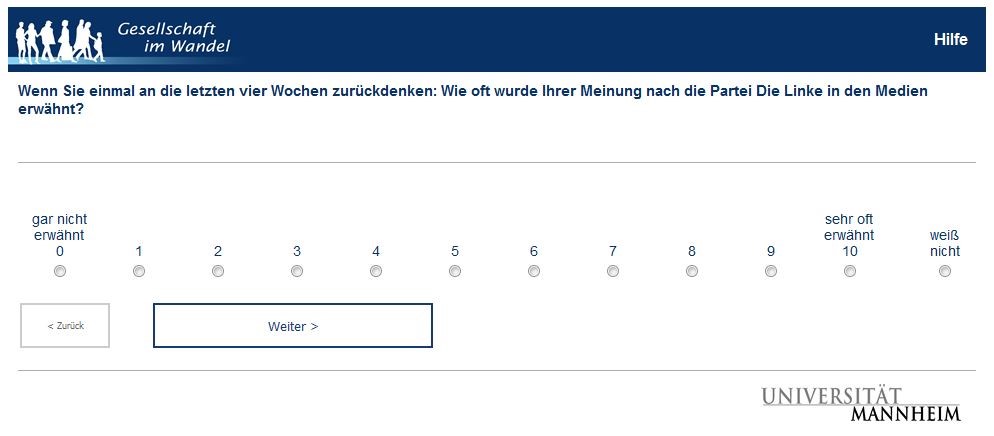 Gesellschaft
im Wandel
Hilfe
Wenn Sie einmal an die letzten vier Wochen zurückdenken: Wie oft wurde Ihrer Meinung nach die Partei Die Linke in den Medien
erwähnt?
gar nicht
erwähnt
0
1
2
3
4
5
6
7
8
9
sehr oft
erwähnt
10
weiß
nicht
< Zurück
Weiter >
UNIVERSITÄT
MANNHEIM